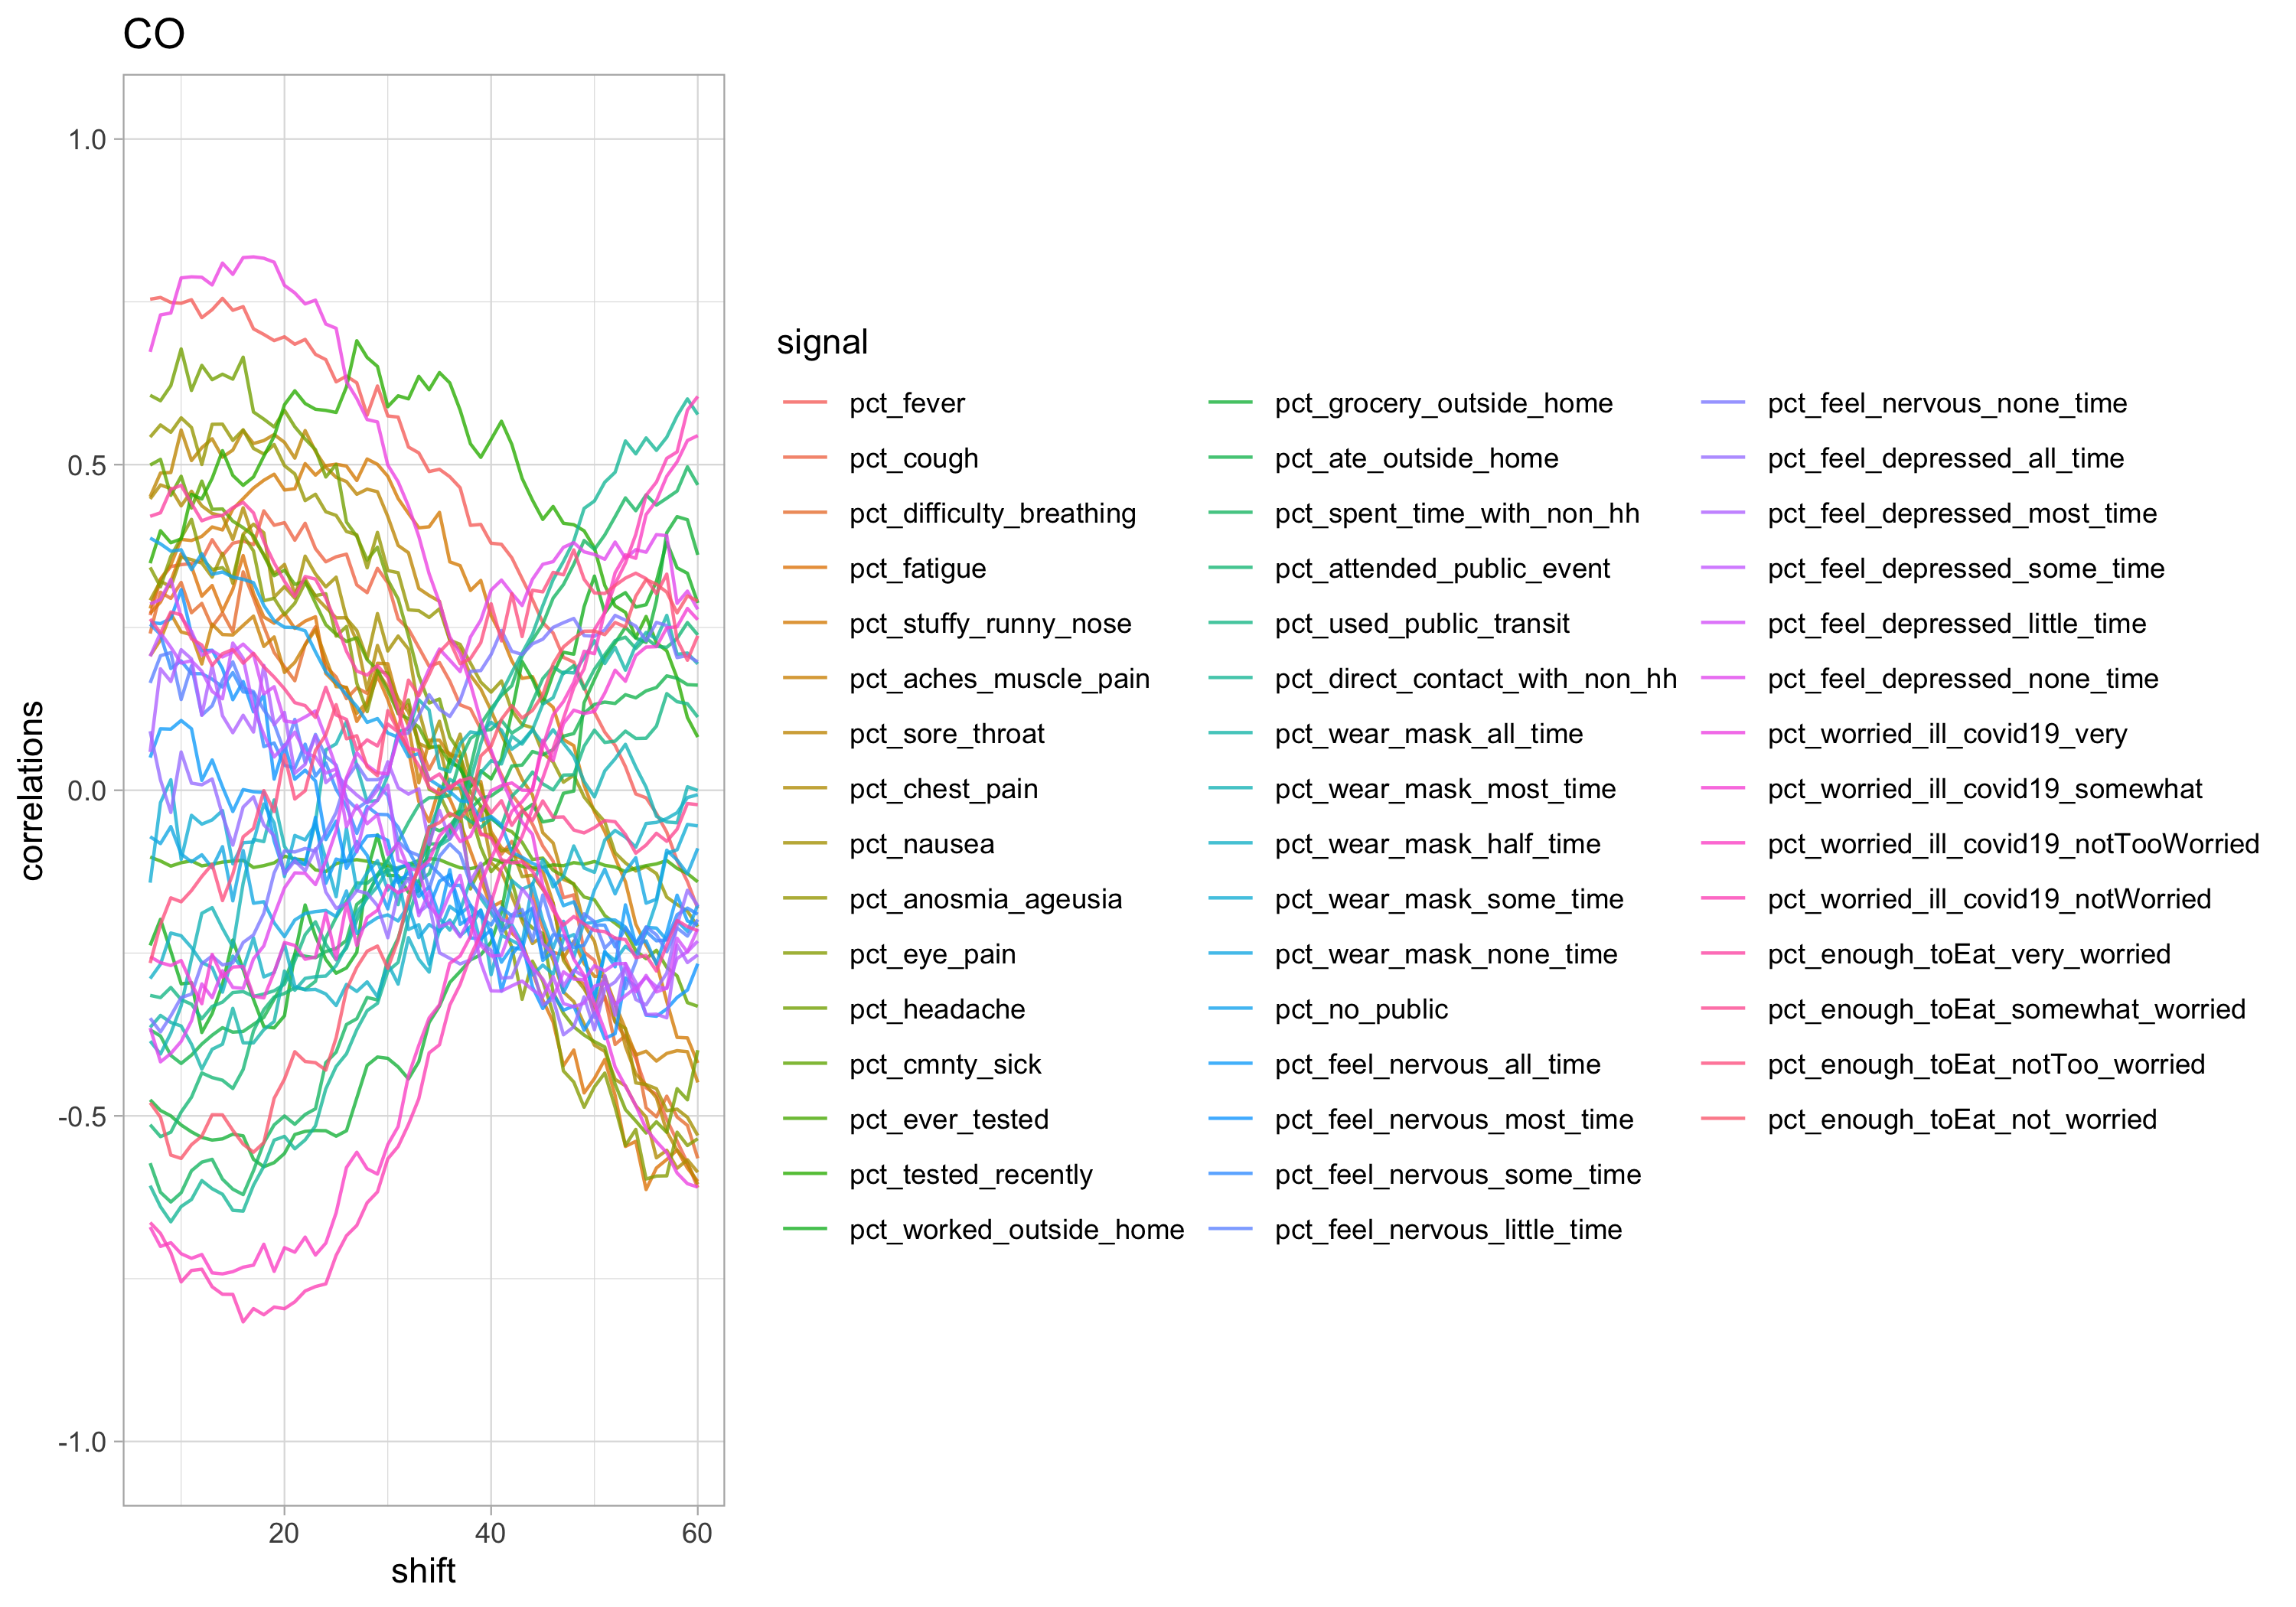 CO
1.0
0.5
0.0
-0.5
-1.0
correlations
20 40 60
shift
signal
pct_fever
pct_cough
pct_difficulty_breathing
pct_fatigue
pct_stuffy_runny_nose
pct_aches_muscle_pain
pct_sore_throat
pct_chest_pain
pct_nausea
pct_anosmia_ageusia
pct_eye_pain
pct_headache
pct_cmnty_sick
pct_ever_tested
pct_tested_recently
pct_worked_outside_home
pct_grocery_outside_home
pct_ate_outside_home
pct_spent_time_with_non_hh
pct_attended_public_event
pct_used_public_transit
pct_direct_contact_with_non_hh
pct_wear_mask_all_time
pct_wear_mask_most_time
pct_wear_mask_half_time
pct_wear_mask_some_time
pct_wear_mask_none_time
pct_no_public
pct_feel_nervous_all_time
pct_feel_nervous_most_time
pct_feel_nervous_some_time
pct_feel_nervous_little_time
pct_feel_nervous_none_time
pct_feel_depressed_all_time
pct_feel_depressed_most_time
pct_feel_depressed_some_time
pct_feel_depressed_little_time
pct_feel_depressed_none_time
pct_worried_ill_covid19_very
pct_worried_ill_covid19_somewhat
pct_worried_ill_covid19_notTooWorried
pct_worried_ill_covid19_notWorried
pct_enough_toEat_very_worried
pct_enough_toEat_somewhat_worried
pct_enough_toEat_notToo_worried
pct_enough_toEat_not_worried